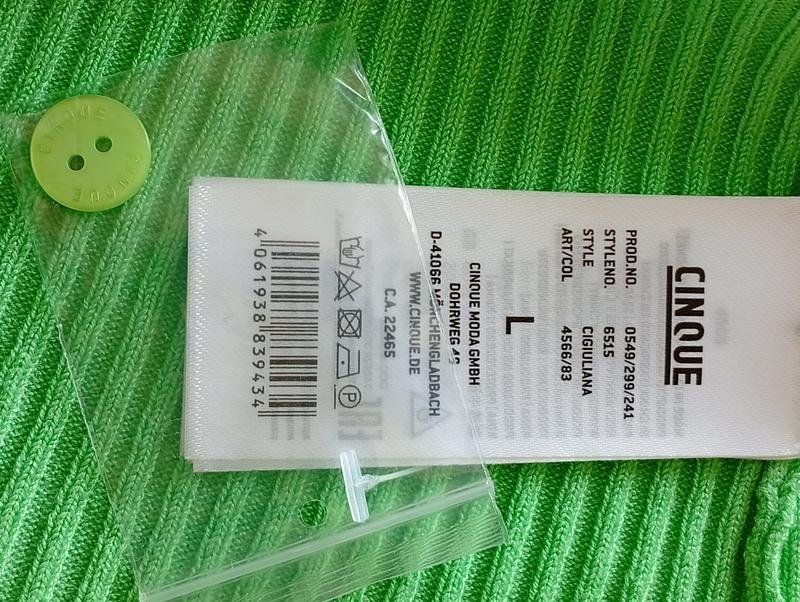 CINQUE
PROD.NO. 0549/299/241
STYLENO. 6515
STYLE CIGIULIANA
ART/COL 4566/83
L
CINQUE MODA GMBH
DOHRWEG
D-41066 MÖNCHENGLADBACH
WWW.CINQUE.DE
C.A. 22465
P
4 061938 839434
CINQUE
CINQUE